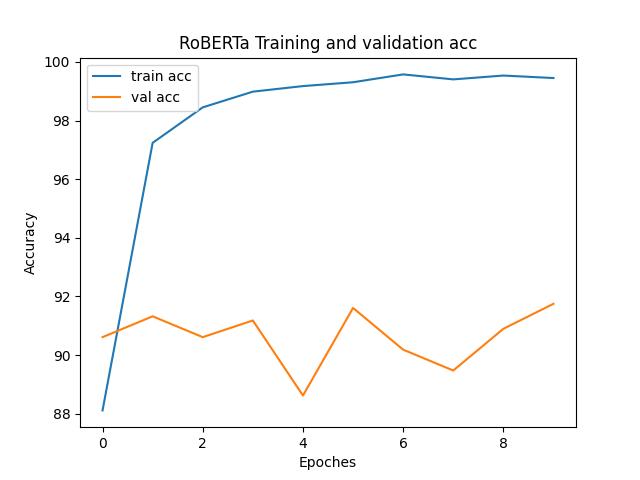 RoBERTa Training and validation acc
train acc
val acc
100
98
96
94
92
90
88
Accuracy
0 2 4 6 8
Epoches